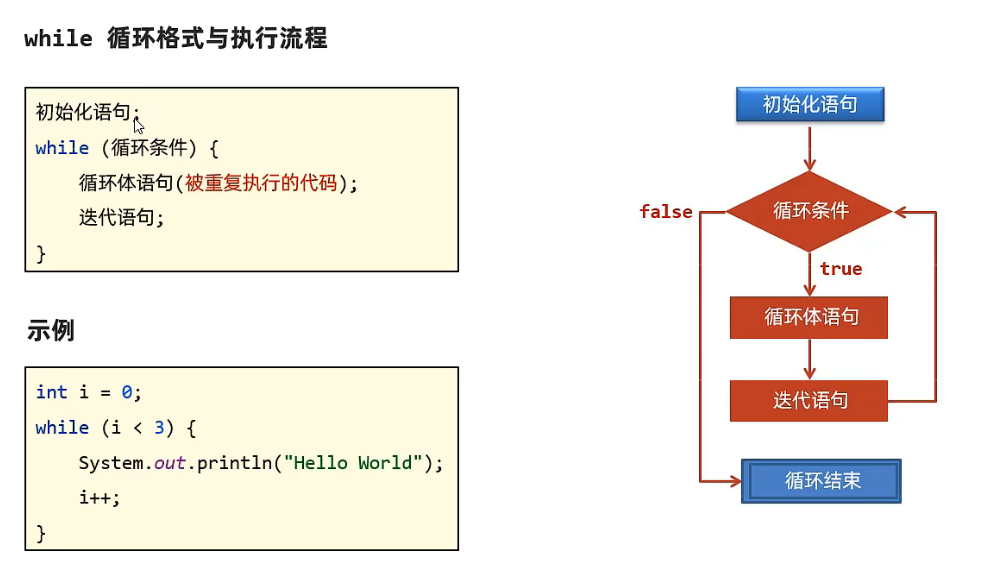 while 循环格式与执行流程
初始化语句;
while (循环条件) {
循环体语句(被重复执行的代码);
迭代语句;
}
示例
int i = 0;
while (i < 3) {
System.out.println("Hello World");
i++;
}
初始化语句
循环条件
false
true
循环体语句
迭代语句
循环结束